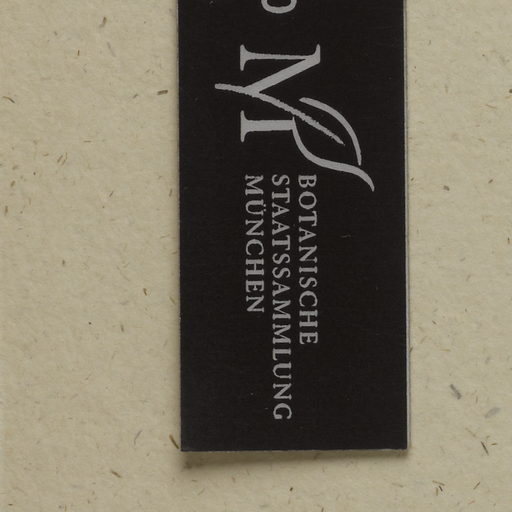 M
BOTANISCHE
STAATSSAMMLUNG
MÜNCHEN